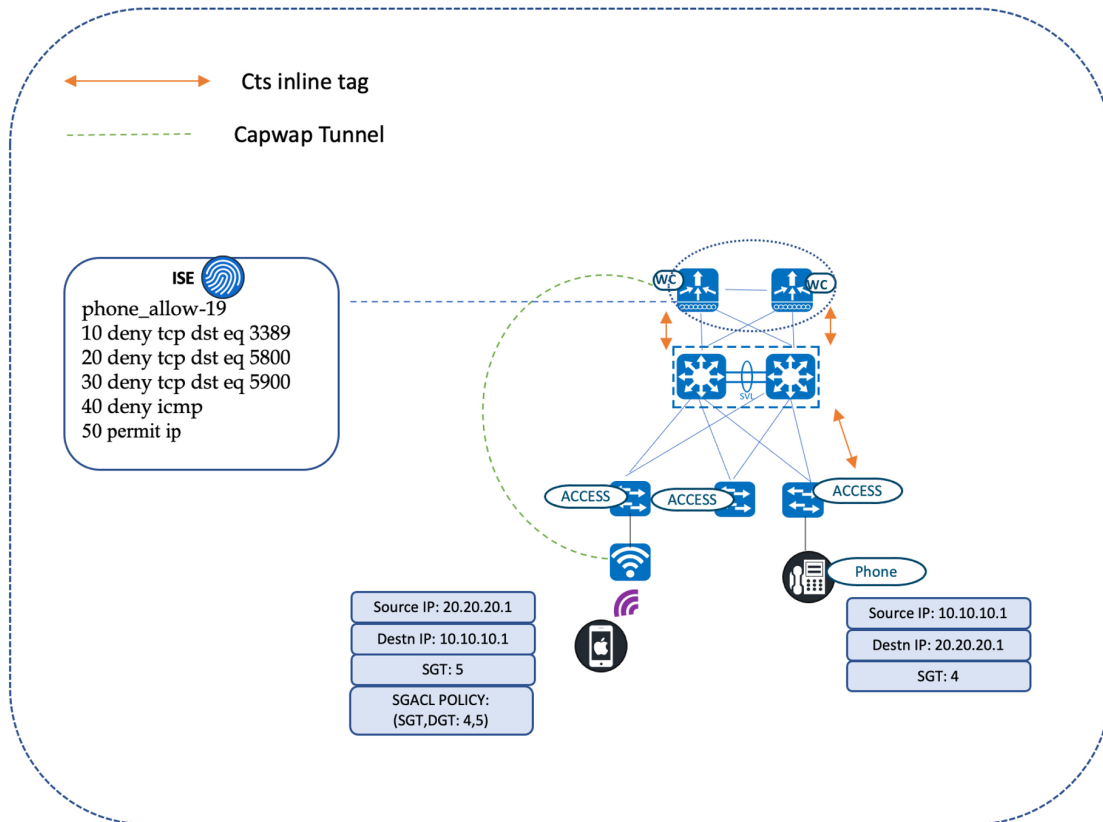 Cts inline tag
Capwap Tunnel
ISE
phone_allow-19
10 deny tcp dst eq 3389
20 deny tcp dst eq 5800
30 deny tcp dst eq 5900
40 deny icmp
50 permit ip
WC
WC
SVL
ACCESS
ACCESS
ACCESS
Phone
Source IP: 20.20.20.1
Destn IP: 10.10.10.1
SGT: 5
SGACL POLICY:
(SGT,DGT: 4,5)
Source IP: 10.10.10.1
Destn IP: 20.20.20.1
SGT: 4